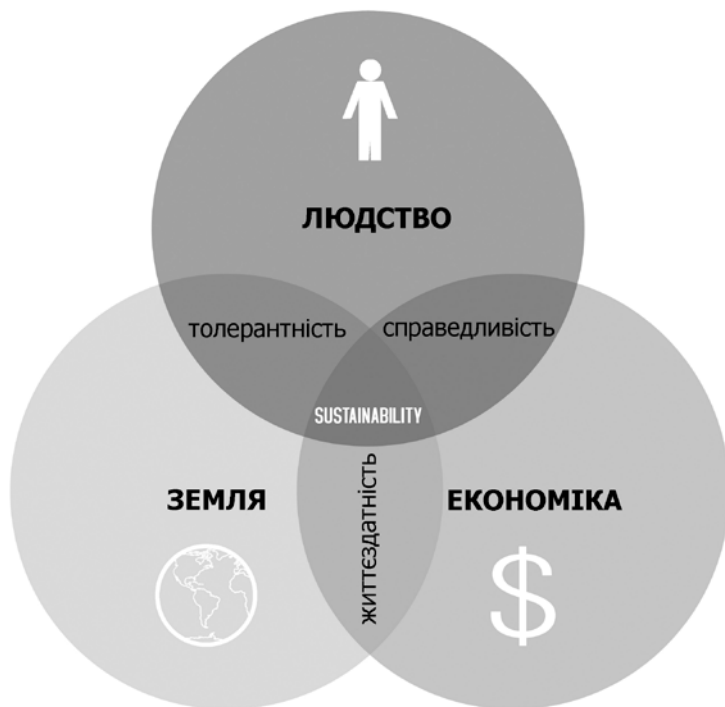 ЛЮДСТВО
толерантність
справедливість
SUSTAINABILITY
ЗЕМЛЯ
життєздатність
ЕКОНОМІКА
$